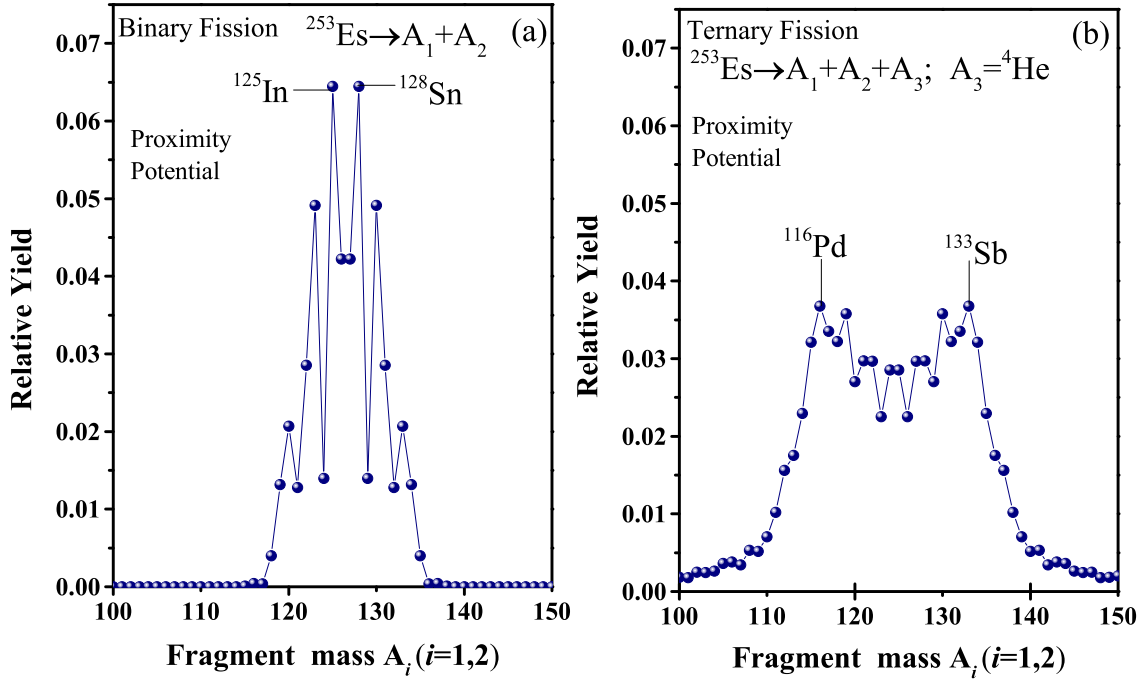 Binary Fission
²⁵³Es→A₁+A₂
(a)
¹²⁵In
¹²⁸Sn
Proximity
Potential
Relative Yield
0.07
0.06
0.05
0.04
0.03
0.02
0.01
0.00
100
120
130
140
150
Fragment mass Aᵢ (i=1,2)
Ternary Fission
(b)
²⁵³Es→A₁+A₂+A₃; A₃=⁴He
Proximity
Potential
¹¹⁶Pd
¹³³Sb
Relative Yield
0.07
0.06
0.05
0.04
0.03
0.02
0.01
0.00
100
110
120
130
140
150
Fragment mass Aᵢ (i=1,2)